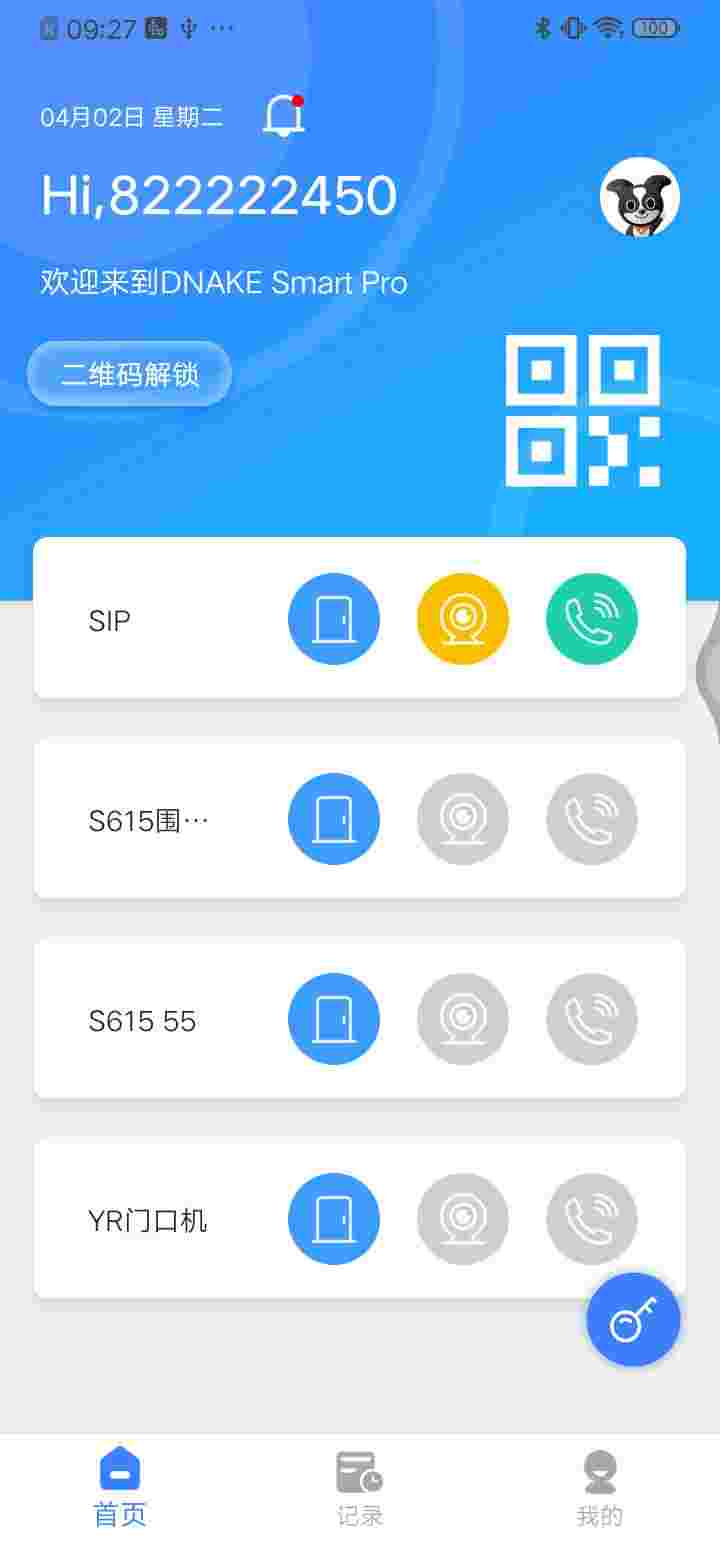 09:27
100
04月02日 星期二
Hi,822222450
欢迎来到DNAKE Smart Pro
二维码解锁
SIP
S615围…
S615 55
YR门口机
首页
记录
我的